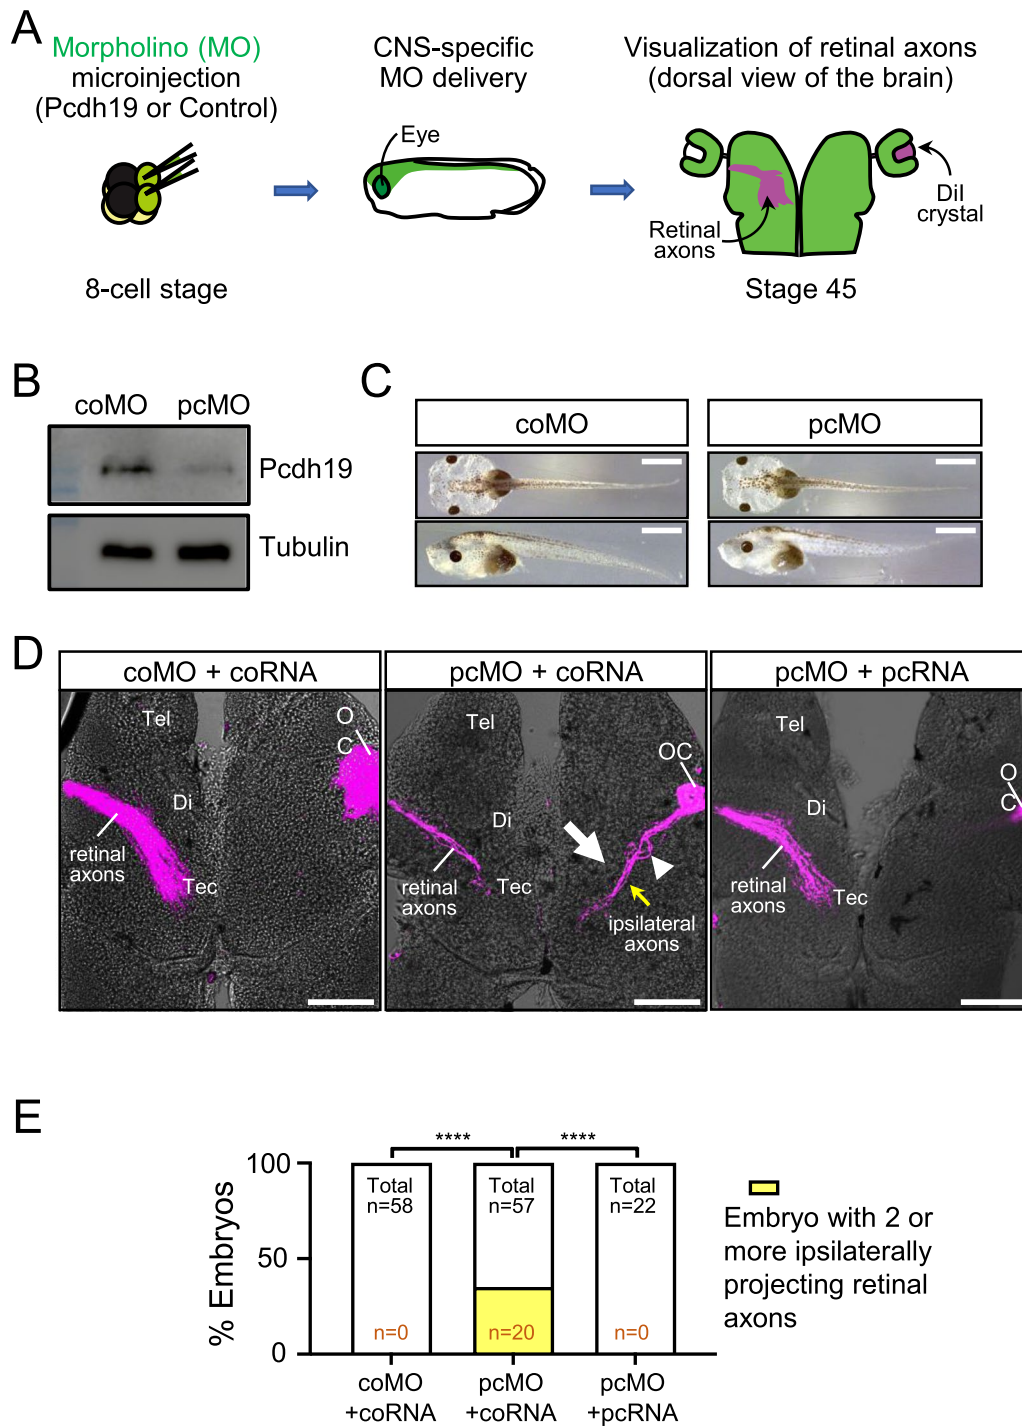 A
Morpholino (MO)
microinjection
(Pcdh19 or Control)
8-cell stage
CNS-specific
MO delivery
Eye
Visualization of retinal axons
(dorsal view of the brain)
Retinal
axons
DiI
crystal
Stage 45
B
coMO pcMO
Pcdh19
Tubulin
C
coMO
pcMO
D
coMO + coRNA
Tel
O
C
Di
retinal
axons
Tec
pcMO + coRNA
Tel
OC
Di
retinal
axons
Tec
ipsilateral
axons
pcMO + pcRNA
Tel
O
C
Di
retinal
axons
Tec
E
% Embryos
100
50
0
**** ****
Total
n=58
n=0
Total
n=57
n=20
Total
n=22
n=0
coMO
+coRNA
pcMO
+coRNA
pcMO
+pcRNA
Embryo with 2 or
more ipsilaterally
projecting retinal
axons